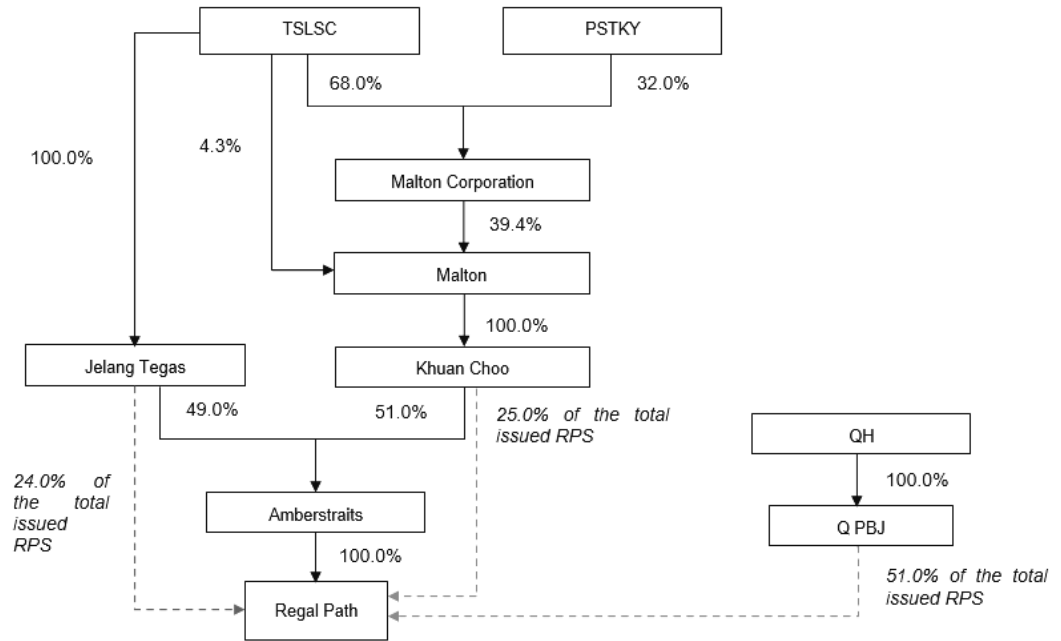 TSLSC
PSTKY
68.0%
32.0%
100.0%
4.3%
Malton Corporation
39.4%
Malton
100.0%
Jelang Tegas
Khuan Choo
49.0%
51.0%
25.0% of the total
issued RPS
QH
24.0% of
the total
issued
RPS
100.0%
Amberstraits
Q PBJ
100.0%
51.0% of the total
issued RPS
Regal Path